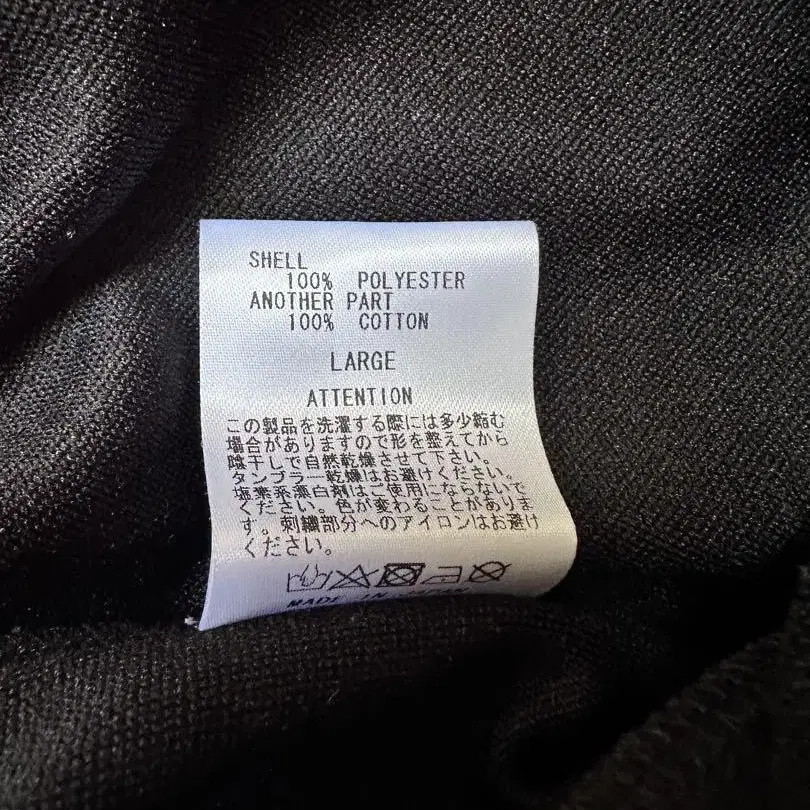 SHELL
100% POLYESTER
ANOTHER PART
100% COTTON
LARGE
ATTENTION
この製品を洗濯する際には多少縮む
場合がありますので形を整えてから
陰干しで自然乾燥させて下さい。
タンブラー乾燥はお避けください。
塩素系漂白剤はご使用にならないで
ください。色が変わることがありま
す。刺繍部分へのアイロンはお避け
ください。
MADE IN JAPAN